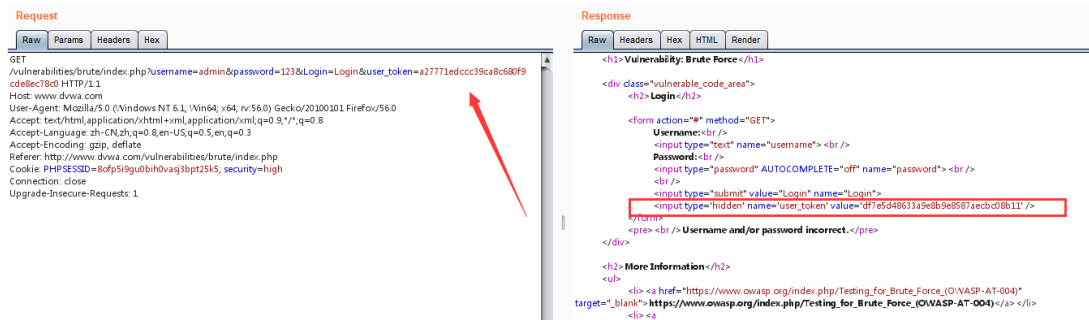 Request
Raw Params Headers Hex
GET
/vulnerabilities/brute/index.php?username=admin&password=123&Login=Login&user_token=a27771edccc39ca8c680f9
cde8ec78c0 HTTP/1.1
Host: www.dvwa.com
User-Agent: Mozilla/5.0 (Windows NT 6.1; Win64; x64; rv:56.0) Gecko/20100101 Firefox/56.0
Accept: text/html,application/xhtml+xml,application/xml;q=0.9,*/*;q=0.8
Accept-Language: zh-CN,zh;q=0.8,en-US;q=0.5,en;q=0.3
Accept-Encoding: gzip, deflate
Referer: http://www.dvwa.com/vulnerabilities/brute/index.php
Cookie: PHPSESSID=8ofp5i9gu0bih0vasj3bpt25k5; security=high
Connection: close
Upgrade-Insecure-Requests: 1
Response
Raw Headers Hex HTML Render
<h1>Vulnerability: Brute Force</h1>
<div class="vulnerable_code_area">
<h2>Login</h2>
<form action="#" method="GET">
Username:<br />
<input type="text" name="username"><br />
Password:<br />
<input type="password" AUTOCOMPLETE="off" name="password"><br />
<br />
<input type="submit" value="Login" name="Login">
<input type='hidden' name='user_token' value='df7e5d48633a9e8b9e8587aecbc08b11' />
</form>
<pre><br />Username and/or password incorrect.</pre>
</div>
<h2>More Information</h2>
<ul>
<li><a href="https://www.owasp.org/index.php/Testing_for_Brute_Force_(OWASP-AT-004)"
target="_blank">https://www.owasp.org/index.php/Testing_for_Brute_Force_(OWASP-AT-004)</a></li>
<li><a